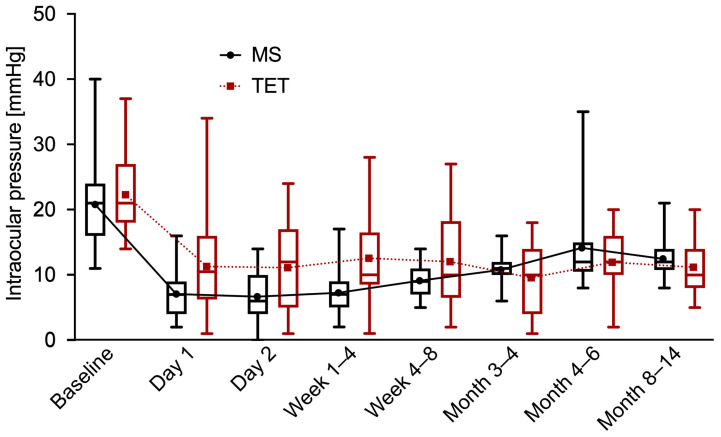 Intraocular pressure [mmHg]
50
40
30
20
10
0
MS
TET
Baseline
Day 1
Day 2
Week 1–4
Week 4–8
Month 3–4
Month 4–6
Month 8–14